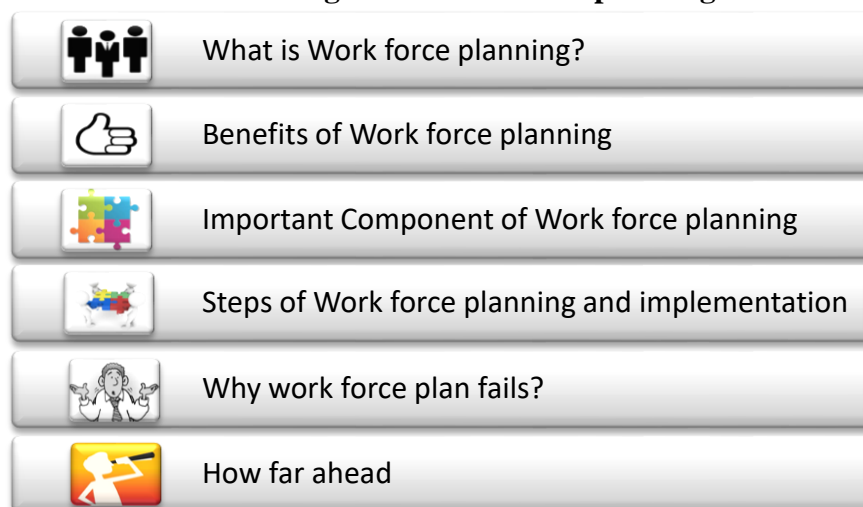 What is Work force planning?
Benefits of Work force planning
Important Component of Work force planning
Steps of Work force planning and implementation
Why work force plan fails?
How far ahead